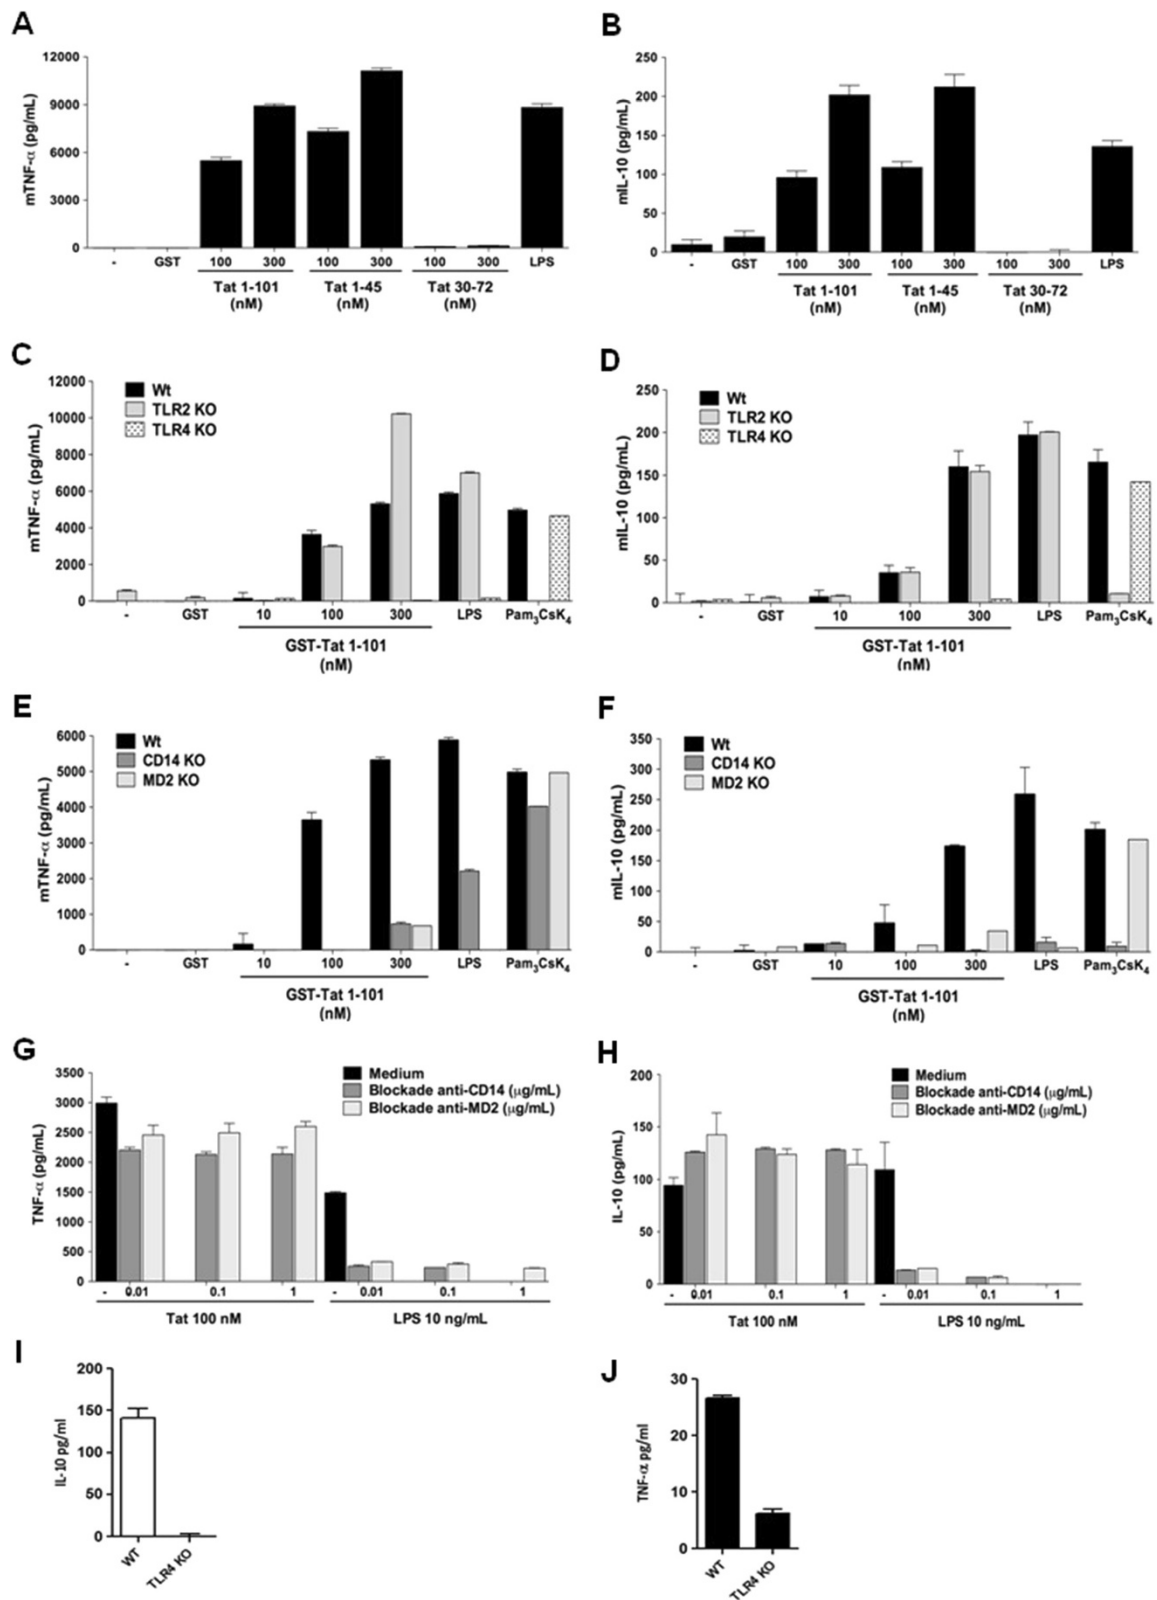 A
mTNF-α (pg/mL)
12000
9000
6000
3000
0
- GST 100 300 100 300 100 300 LPS
Tat 1-101 Tat 1-45 Tat 30-72
(nM) (nM) (nM)
B
mIL-10 (pg/mL)
250
200
150
100
50
0
- GST 100 300 100 300 100 300 LPS
Tat 1-101 Tat 1-45 Tat 30-72
(nM) (nM) (nM)
C
mTNF-α (pg/mL)
12000
10000
8000
6000
4000
2000
0
Wt
TLR2 KO
TLR4 KO
- GST 10 100 300 LPS Pam₃CsK₄
GST-Tat 1-101
(nM)
D
mIL-10 (pg/mL)
250
200
150
100
50
0
Wt
TLR2 KO
TLR4 KO
- GST 10 100 300 LPS Pam₃CsK₄
GST-Tat 1-101
(nM)
E
mTNF-α (pg/mL)
6000
5000
4000
3000
2000
1000
0
Wt
CD14 KO
MD2 KO
- GST 10 100 300 LPS Pam₃CsK₄
GST-Tat 1-101
(nM)
F
mIL-10 (pg/mL)
350
300
250
200
150
100
50
0
Wt
CD14 KO
MD2 KO
- GST 10 100 300 LPS Pam₃CsK₄
GST-Tat 1-101
(nM)
G
TNF-α (pg/mL)
3500
3000
2500
2000
1500
1000
500
0
Medium
Blockade anti-CD14 (μg/mL)
Blockade anti-MD2 (μg/mL)
- 0.01 0.1 1 - 0.01 0.1 1
Tat 100 nM LPS 10 ng/mL
H
IL-10 (pg/mL)
200
150
100
50
0
Medium
Blockade anti-CD14 (μg/mL)
Blockade anti-MD2 (μg/mL)
- 0.01 0.1 1 - 0.01 0.1 1
Tat 100 nM LPS 10 ng/mL
I
IL-10 pg/ml
200
150
100
50
0
WT TLR4 KO
J
TNF-α pg/ml
30
20
10
0
WT TLR4 KO